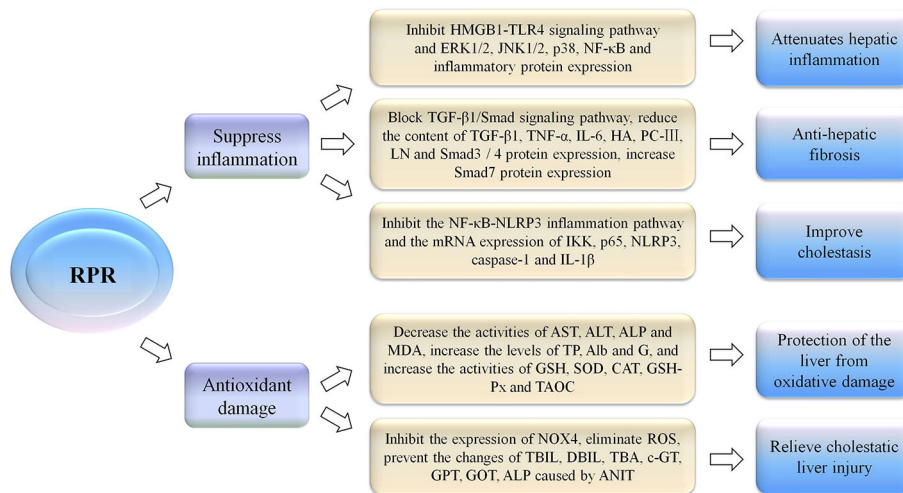 RPR
Suppress
inflammation
Inhibit HMGB1-TLR4 signaling pathway
and ERK1/2, JNK1/2, p38, NF-κB and
inflammatory protein expression
Attenuates hepatic
inflammation
Block TGF-β1/Smad signaling pathway, reduce
the content of TGF-β1, TNF-α, IL-6, HA, PC-III,
LN and Smad3 / 4 protein expression, increase
Smad7 protein expression
Anti-hepatic
fibrosis
Inhibit the NF-κB-NLRP3 inflammation pathway
and the mRNA expression of IKK, p65, NLRP3,
caspase-1 and IL-1β
Improve
cholestasis
Antioxidant
damage
Decrease the activities of AST, ALT, ALP and
MDA, increase the levels of TP, Alb and G, and
increase the activities of GSH, SOD, CAT, GSH-
Px and TAOC
Protection of the
liver from
oxidative damage
Inhibit the expression of NOX4, eliminate ROS,
prevent the changes of TBIL, DBIL, TBA, c-GT,
GPT, GOT, ALP caused by ANIT
Relieve cholestatic
liver injury